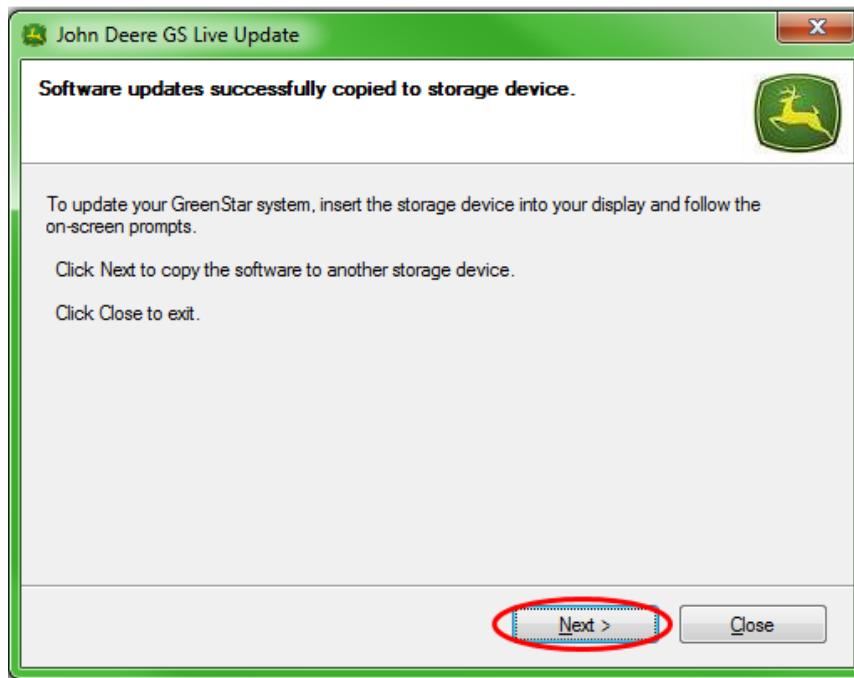 John Deere GS Live Update
Software updates successfully copied to storage device.
To update your GreenStar system, insert the storage device into your display and follow the
on-screen prompts.
Click Next to copy the software to another storage device.
Click Close to exit.
Next >
Close